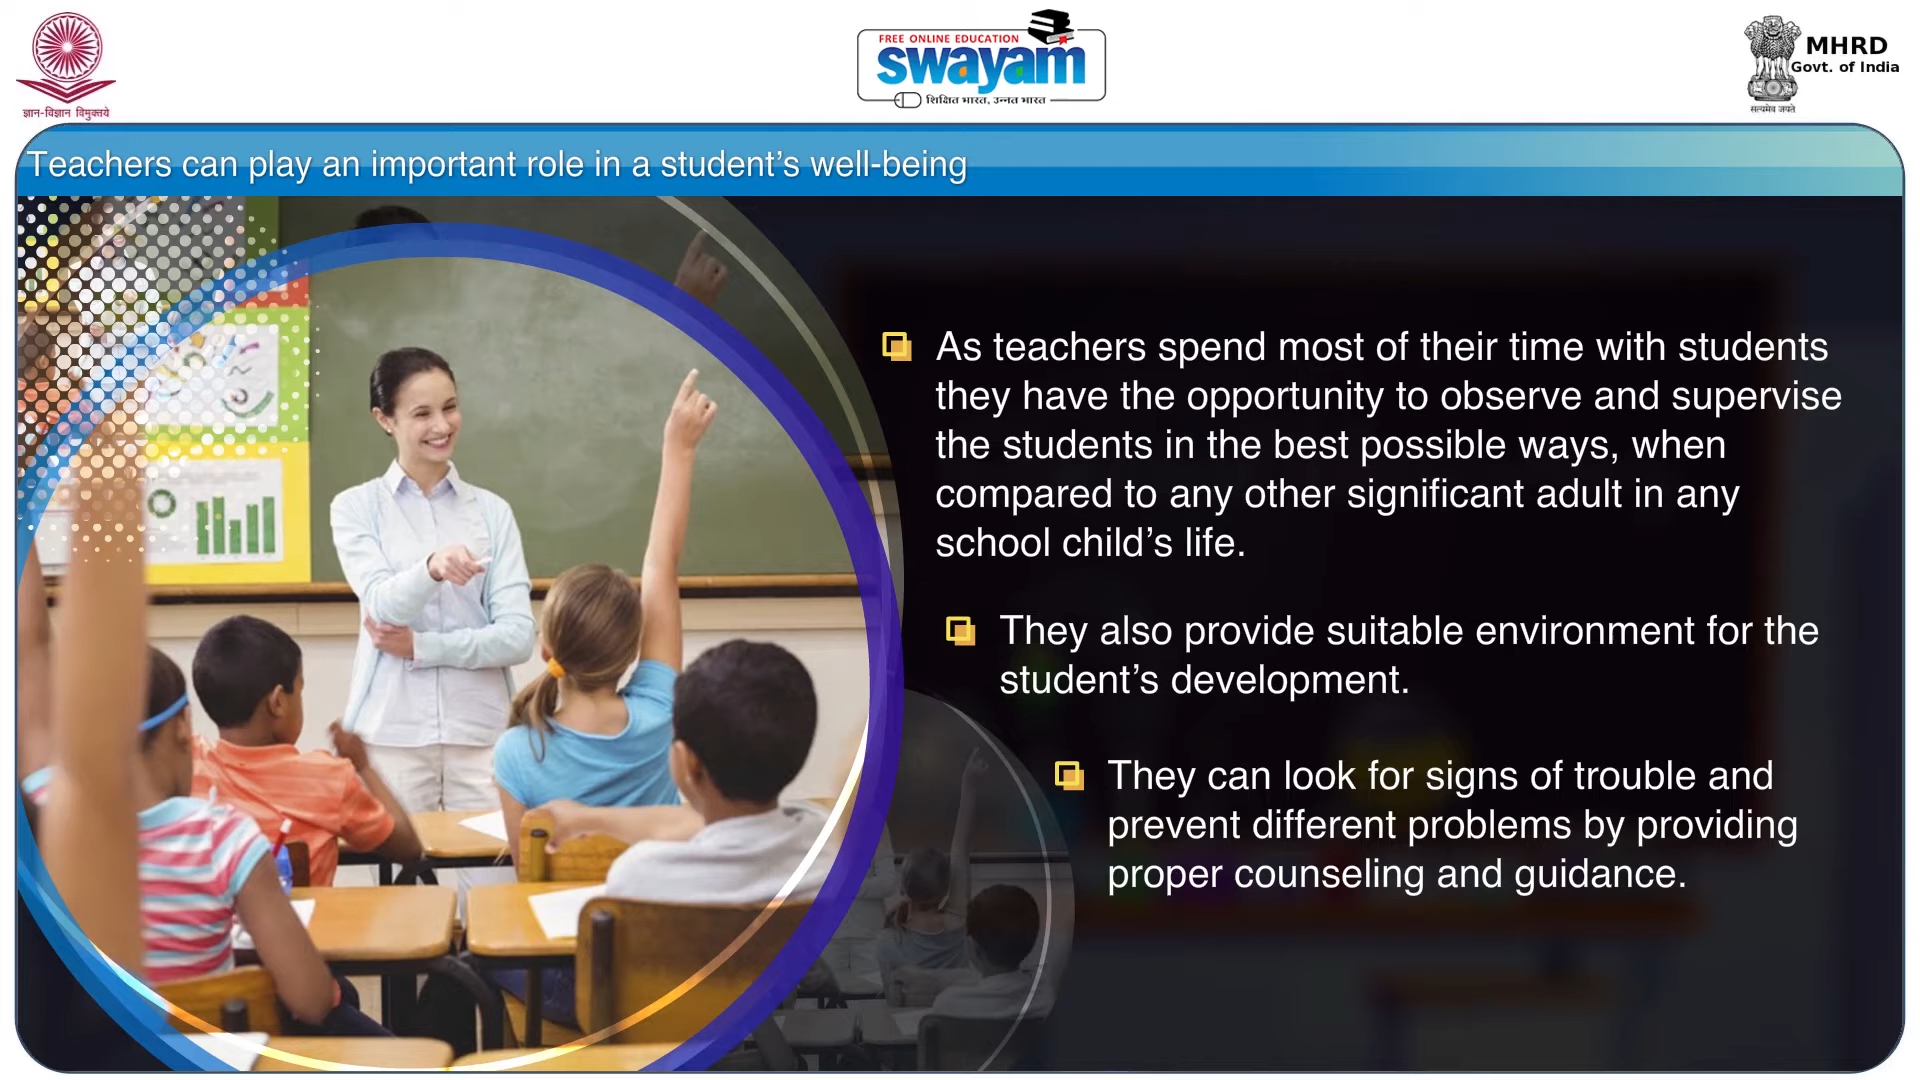 ज्ञान-विज्ञान विमुक्तये
FREE ONLINE EDUCATION
swayam
शिक्षित भारत, उन्नत भारत
सत्यमेव जयते
MHRD
Govt. of India
Teachers can play an important role in a student’s well-being
As teachers spend most of their time with students
they have the opportunity to observe and supervise
the students in the best possible ways, when
compared to any other significant adult in any
school child’s life.
They also provide suitable environment for the
student’s development.
They can look for signs of trouble and
prevent different problems by providing
proper counseling and guidance.